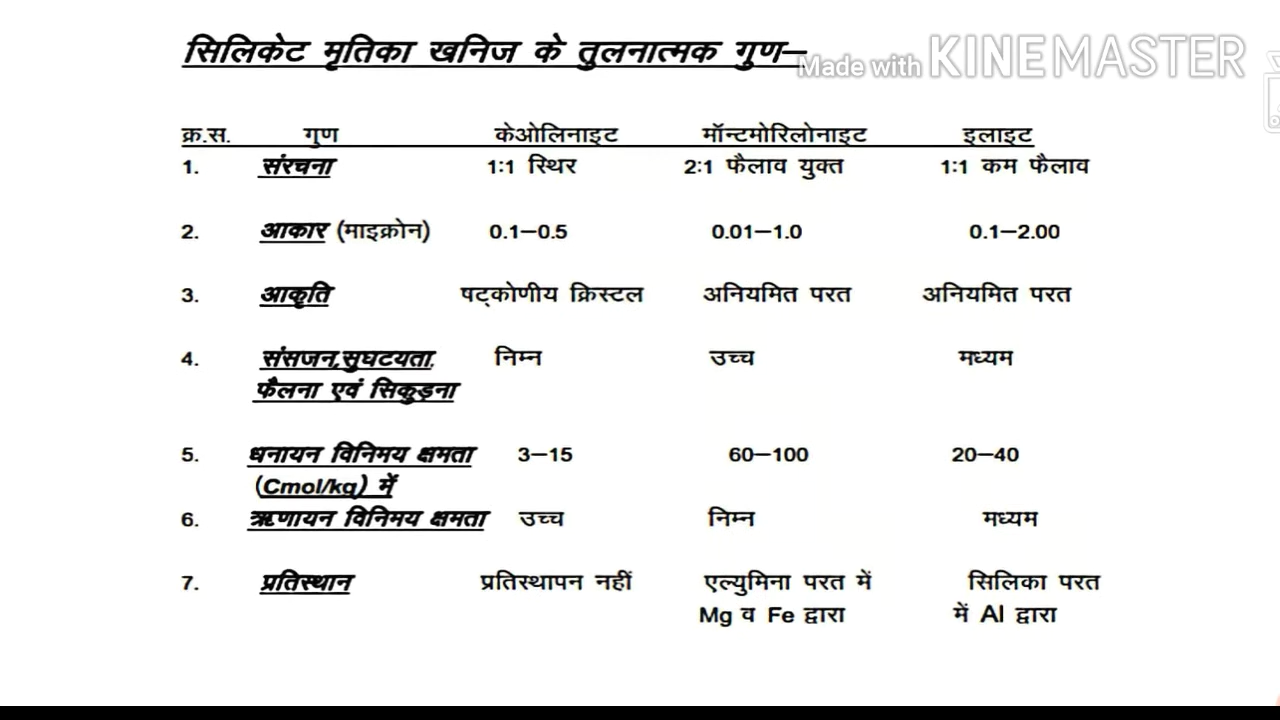 सिलिकेट मृतिका खनिज के तुलनात्मक गुण–
Made with KINEMASTER
क्र.स. गुण केओलिनाइट मॉन्टमोरिलोनाइट इलाइट
1. संरचना 1:1 स्थिर 2:1 फैलाव युक्त 1:1 कम फैलाव
2. आकार (माइक्रोन) 0.1–0.5 0.01–1.0 0.1–2.00
3. आकृति षट्कोणीय क्रिस्टल अनियमित परत अनियमित परत
4. संसजन,सुघटयता, निम्न उच्च मध्यम
फैलना एवं सिकुड़ना
5. धनायन विनिमय क्षमता 3–15 60–100 20–40
(Cmol/kg) में
6. ऋणायन विनिमय क्षमता उच्च निम्न मध्यम
7. प्रतिस्थान प्रतिस्थापन नहीं एल्युमिना परत में सिलिका परत
Mg व Fe द्वारा में Al द्वारा